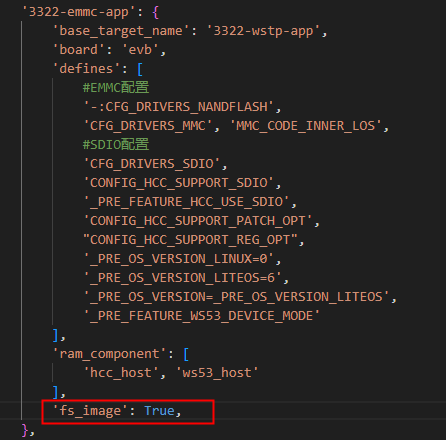 '3322-emmc-app': {
'base_target_name': '3322-wstp-app',
'board': 'evb',
'defines': [
#EMMC配置
'-:CFG_DRIVERS_NANDFLASH',
'CFG_DRIVERS_MMC', 'MMC_CODE_INNER_LOS',
#SDIO配置
'CFG_DRIVERS_SDIO',
'CONFIG_HCC_SUPPORT_SDIO',
'_PRE_FEATURE_HCC_USE_SDIO',
'CONFIG_HCC_SUPPORT_PATCH_OPT',
"CONFIG_HCC_SUPPORT_REG_OPT",
'_PRE_OS_VERSION_LINUX=0',
'_PRE_OS_VERSION_LITEOS=6',
'_PRE_OS_VERSION=_PRE_OS_VERSION_LITEOS',
'_PRE_FEATURE_WS53_DEVICE_MODE'
],
'ram_component': [
'hcc_host', 'ws53_host'
],
'fs_image': True,
},